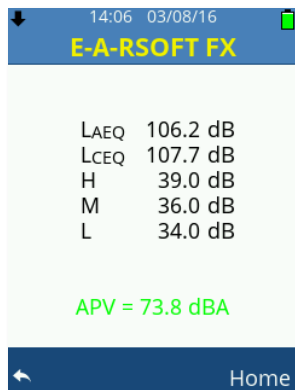 14:06 03/08/16
E-A-RSOFT FX
LAEQ 106.2 dB
LCEQ 107.7 dB
H 39.0 dB
M 36.0 dB
L 34.0 dB
APV = 73.8 dBA
Home